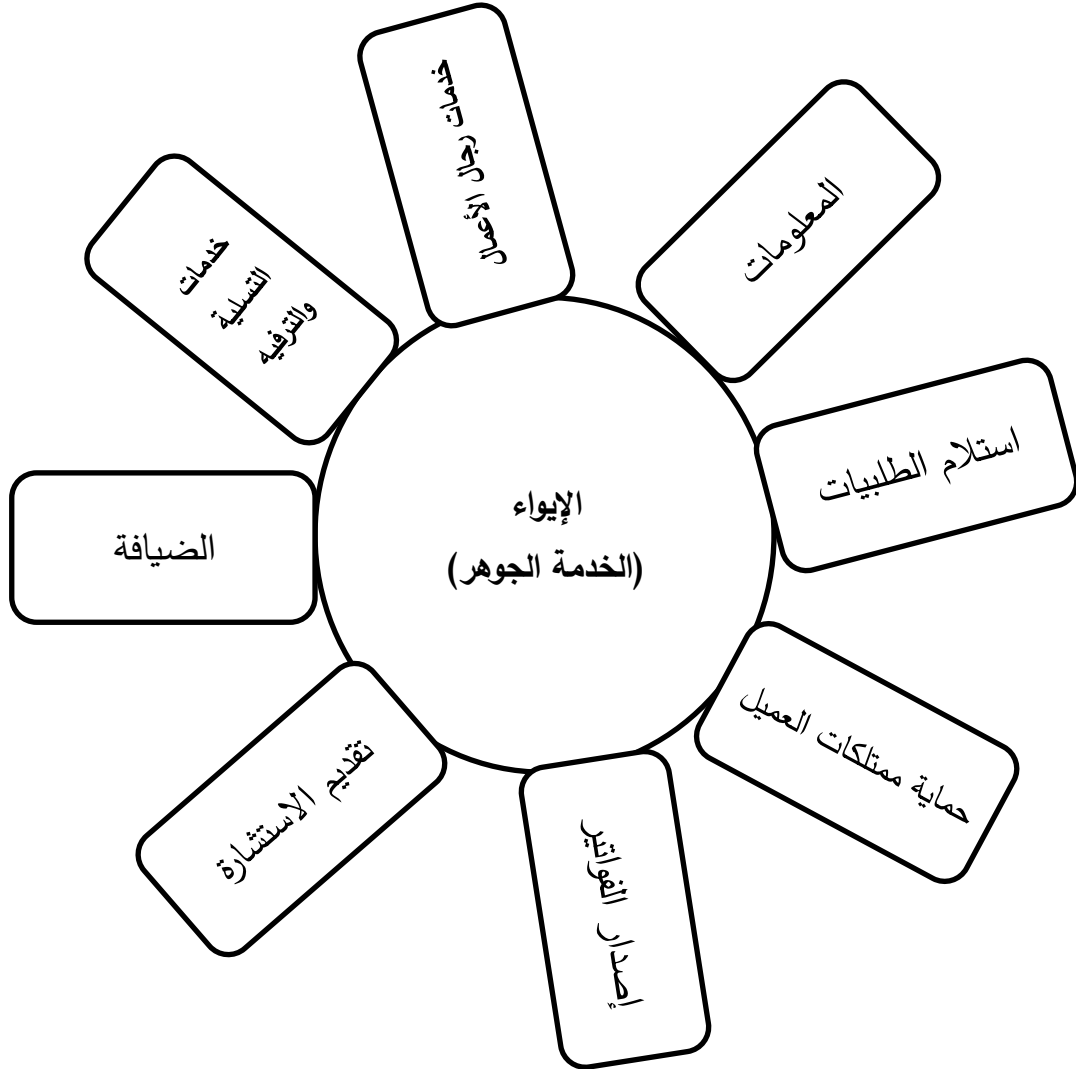 الإيواء
(الخدمة الجوهر)
خدمات رجال الأعمال
المعلومات
استلام الطلبيات
حماية ممتلكات العميل
إصدار الفواتير
تقديم الاستشارة
الضيافة
خدمات
التسلية
والترفيه